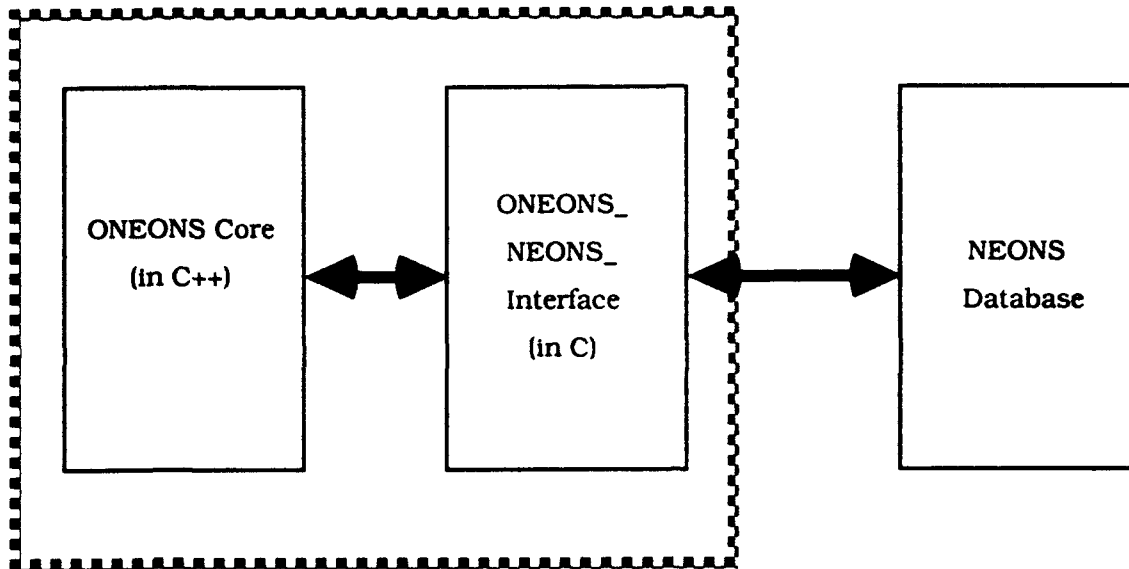 ONEONS Core
(in C++)
ONEONS_
NEONS_
Interface
(in C)
NEONS
Database